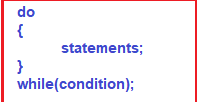 do
{
statements;
}
while(condition);